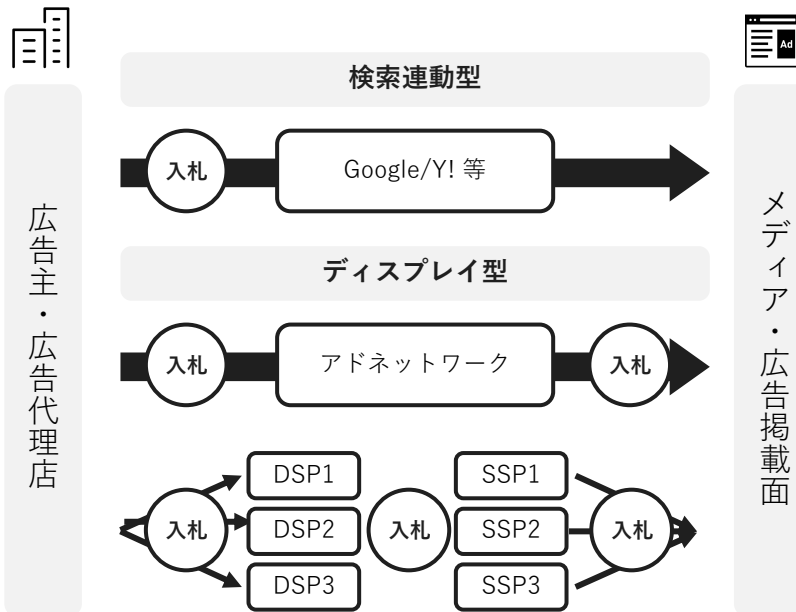 Ad
検索連動型
入札
Google/Y! 等
広告主・広告代理店
メディア・広告掲載面
ディスプレイ型
入札
アドネットワーク
入札
DSP1
SSP1
入札
DSP2
入札
SSP2
入札
DSP3
SSP3